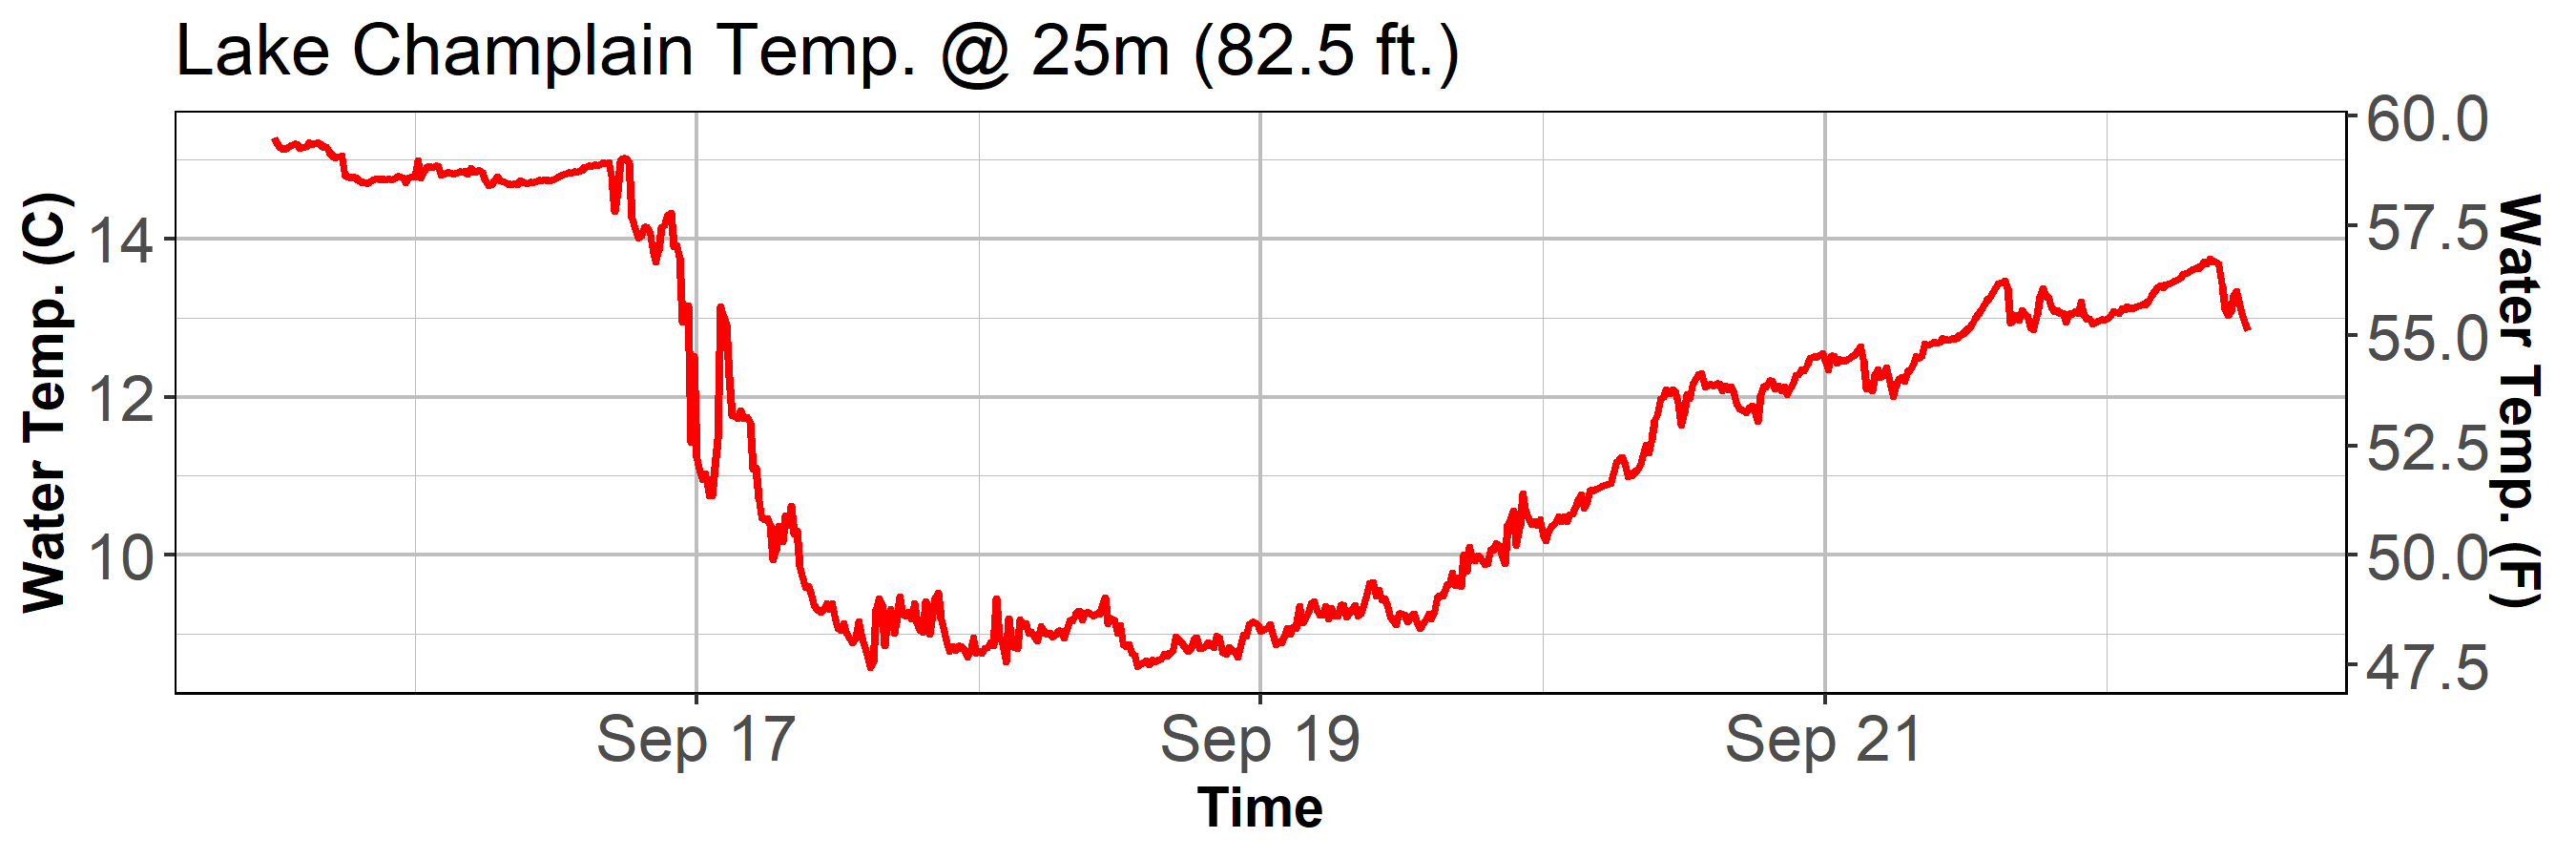 Lake Champlain Temp. @ 25m (82.5 ft.)
Water Temp. (C)
14
12
10
60.0
57.5
55.0
52.5
50.0
47.5
Water Temp. (F)
Sep 17
Sep 19
Sep 21
Time